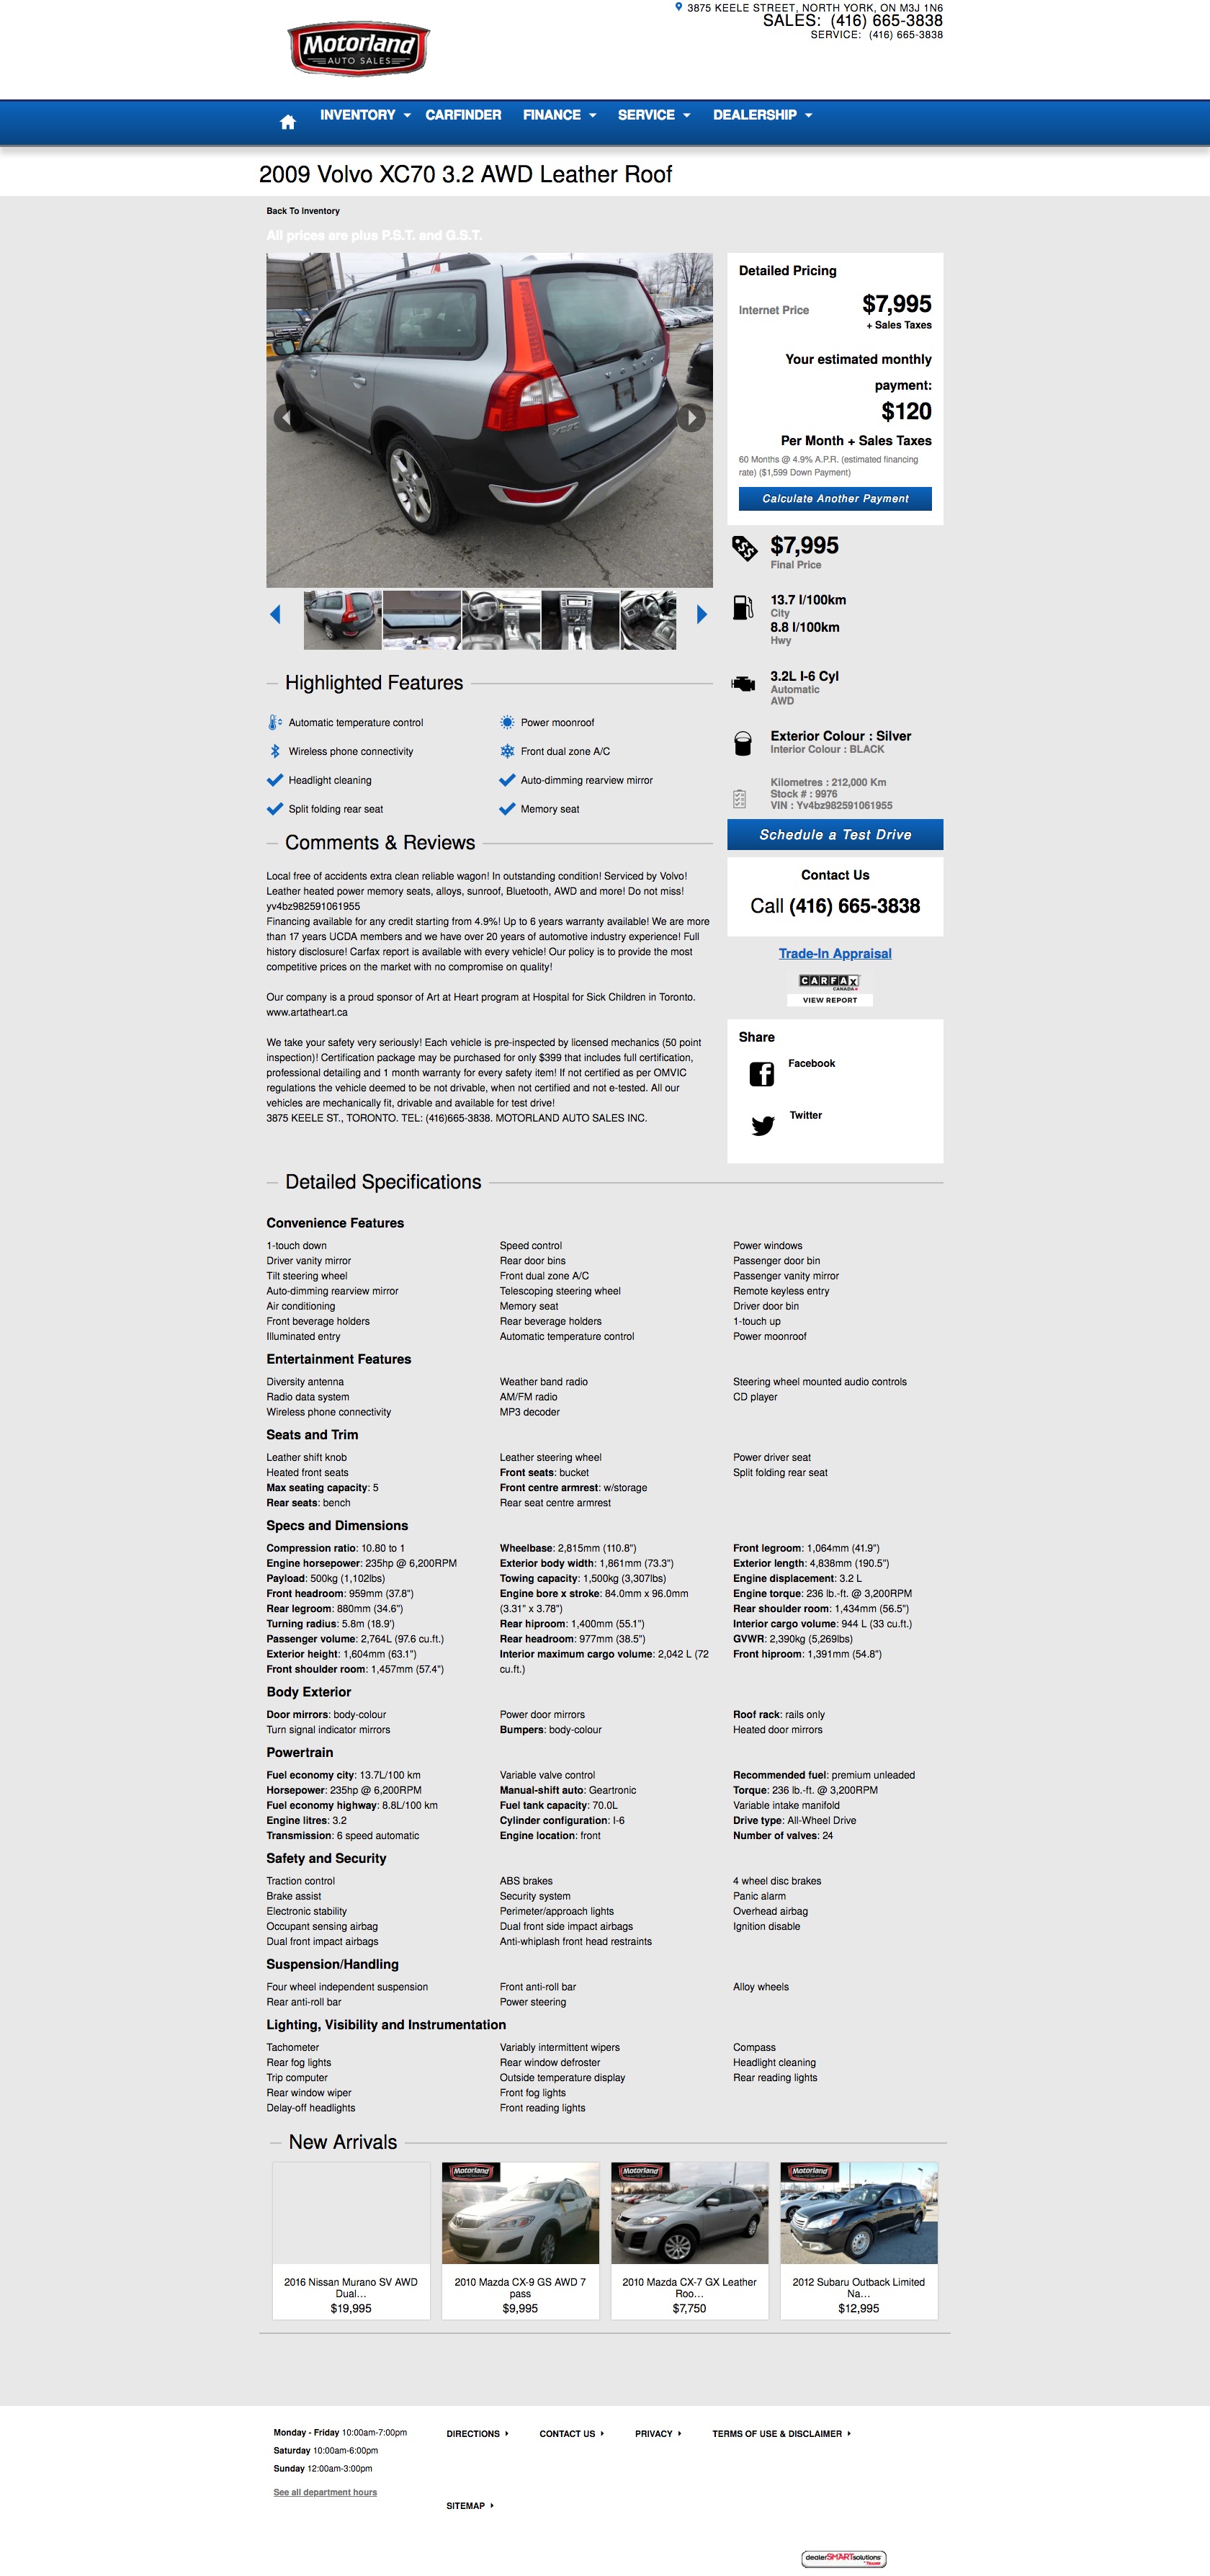 Motorland
AUTO SALES
3875 KEELE STREET, NORTH YORK, ON M3J 1N6
SALES: (416) 665-3838
SERVICE: (416) 665-3838
INVENTORY CARFINDER FINANCE SERVICE DEALERSHIP
2009 Volvo XC70 3.2 AWD Leather Roof
Back To inventory
All prices are plus P.S.T. and G.S.T.
VOLVO
XC70
Detailed Pricing
Internet Price $7,995
+ Sales Taxes
Your estimated monthly
payment:
$120
Per Month + Sales Taxes
60 Months @ 4.9% A.P.R. (estimated financing
rate) ($1,599 Down Payment)
Calculate Another Payment
$7,995
Final Price
13.7 l/100km
City
8.8 l/100km
Hwy
3.2L I-6 Cyl
Automatic
AWD
Exterior Colour : Silver
Interior Colour : BLACK
Kilometres : 212,000 Km
Stock # : 9976
VIN : Yv4bz982591061955
Schedule a Test Drive
Contact Us
Call (416) 665-3838
Trade-In Appraisal
CARFAX
CANADA
VIEW REPORT
Share
Facebook
Twitter
Highlighted Features
Automatic temperature control Power moonroof
Wireless phone connectivity Front dual zone A/C
Headlight cleaning Auto-dimming rearview mirror
Split folding rear seat Memory seat
Comments & Reviews
Local free of accidents extra clean reliable wagon! In outstanding condition! Serviced by Volvo!
Leather heated power memory seats, alloys, sunroof, Bluetooth, AWD and more! Do not miss!
yv4bz982591061955
Financing available for any credit starting from 4.9%! Up to 6 years warranty available! We are more
than 17 years UCDA members and we have over 20 years of automotive industry experience! Full
history disclosure! Carfax report is available with every vehicle! Our policy is to provide the most
competitive prices on the market with no compromise on quality!
Our company is a proud sponsor of Art at Heart program at Hospital for Sick Children in Toronto.
www.artatheart.ca
We take your safety very seriously! Each vehicle is pre-inspected by licensed mechanics (50 point
inspection)! Certification package may be purchased for only $399 that includes full certification,
professional detailing and 1 month warranty for every safety item! If not certified as per OMVIC
regulations the vehicle deemed to be not drivable, when not certified and not e-tested. All our
vehicles are mechanically fit, drivable and available for test drive!
3875 KEELE ST., TORONTO. TEL: (416)665-3838. MOTORLAND AUTO SALES INC.
Detailed Specifications
Convenience Features
1-touch down Speed control Power windows
Driver vanity mirror Rear door bins Passenger door bin
Tilt steering wheel Front dual zone A/C Passenger vanity mirror
Auto-dimming rearview mirror Telescoping steering wheel Remote keyless entry
Air conditioning Memory seat Driver door bin
Front beverage holders Rear beverage holders 1-touch up
Illuminated entry Automatic temperature control Power moonroof
Entertainment Features
Diversity antenna Weather band radio Steering wheel mounted audio controls
Radio data system AM/FM radio CD player
Wireless phone connectivity MP3 decoder
Seats and Trim
Leather shift knob Leather steering wheel Power driver seat
Heated front seats Front seats: bucket Split folding rear seat
Max seating capacity: 5 Front centre armrest: w/storage
Rear seats: bench Rear seat centre armrest
Specs and Dimensions
Compression ratio: 10.80 to 1 Wheelbase: 2,815mm (110.8") Front legroom: 1,064mm (41.9")
Engine horsepower: 235hp @ 6,200RPM Exterior body width: 1,861mm (73.3") Exterior length: 4,838mm (190.5")
Payload: 500kg (1,102lbs) Towing capacity: 1,500kg (3,307lbs) Engine displacement: 3.2 L
Front headroom: 959mm (37.8") Engine bore x stroke: 84.0mm x 96.0mm Engine torque: 236 lb.-ft. @ 3,200RPM
Rear legroom: 880mm (34.6") (3.31" x 3.78") Rear shoulder room: 1,434mm (56.5")
Turning radius: 5.8m (18.9') Rear hiproom: 1,400mm (55.1") Interior cargo volume: 944 L (33 cu.ft.)
Passenger volume: 2,764L (97.6 cu.ft.) Rear headroom: 977mm (38.5") GVWR: 2,390kg (5,269lbs)
Exterior height: 1,604mm (63.1") Interior maximum cargo volume: 2,042 L (72 Front hiproom: 1,391mm (54.8")
Front shoulder room: 1,457mm (57.4") cu.ft.)
Body Exterior
Door mirrors: body-colour Power door mirrors Roof rack: rails only
Turn signal indicator mirrors Bumpers: body-colour Heated door mirrors
Powertrain
Fuel economy city: 13.7L/100 km Variable valve control Recommended fuel: premium unleaded
Horsepower: 235hp @ 6,200RPM Manual-shift auto: Geartronic Torque: 236 lb.-ft. @ 3,200RPM
Fuel economy highway: 8.8L/100 km Fuel tank capacity: 70.0L Variable intake manifold
Engine litres: 3.2 Cylinder configuration: I-6 Drive type: All-Wheel Drive
Transmission: 6 speed automatic Engine location: front Number of valves: 24
Safety and Security
Traction control ABS brakes 4 wheel disc brakes
Brake assist Security system Panic alarm
Electronic stability Perimeter/approach lights Overhead airbag
Occupant sensing airbag Dual front side impact airbags Ignition disable
Dual front impact airbags Anti-whiplash front head restraints
Suspension/Handling
Four wheel independent suspension Front anti-roll bar Alloy wheels
Rear anti-roll bar Power steering
Lighting, Visibility and Instrumentation
Tachometer Variably intermittent wipers Compass
Rear fog lights Rear window defroster Headlight cleaning
Trip computer Outside temperature display Rear reading lights
Rear window wiper Front fog lights
Delay-off headlights Front reading lights
New Arrivals
Motorland Motorland Motorland
2016 Nissan Murano SV AWD 2010 Mazda CX-9 GS AWD 7 2010 Mazda CX-7 GX Leather 2012 Subaru Outback Limited
Dual... pass Roo... Na...
$19,995 $9,995 $7,750 $12,995
Monday - Friday 10:00am-7:00pm
Saturday 10:00am-6:00pm
Sunday 12:00am-3:00pm
See all department hours
DIRECTIONS CONTACT US PRIVACY TERMS OF USE & DISCLAIMER
SITEMAP
dealerSMARTsolutions